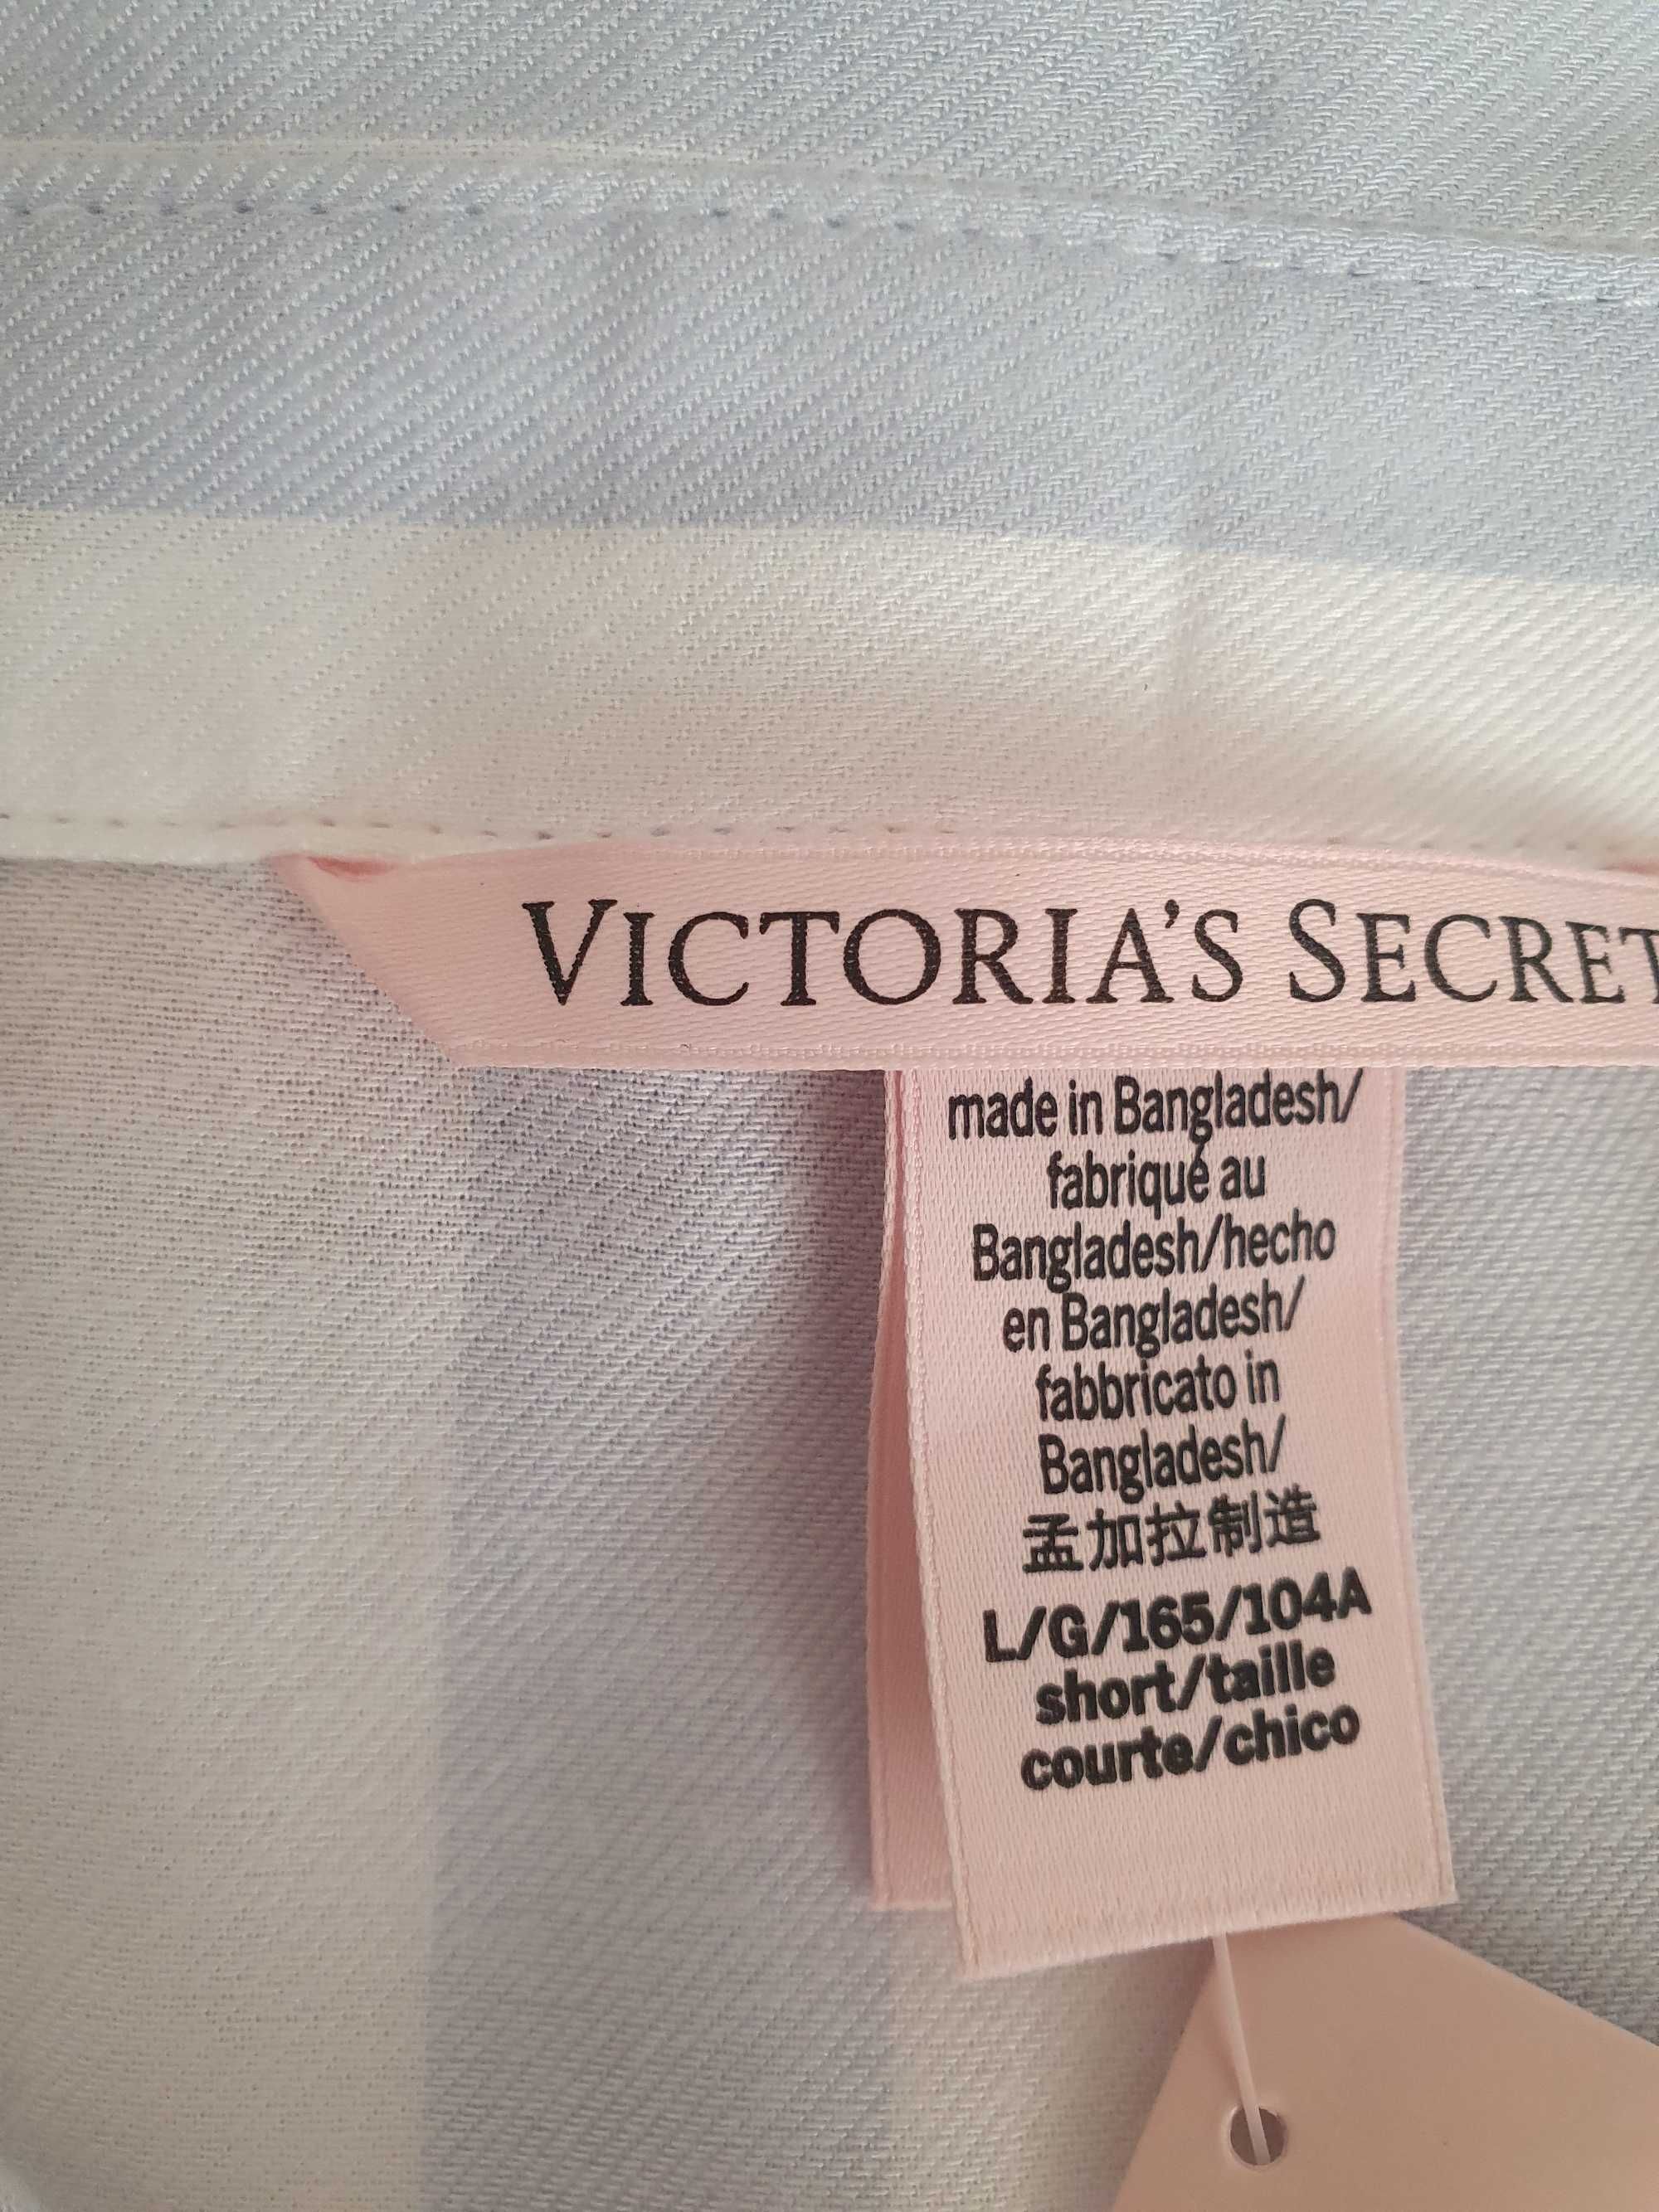 VICTORIA'S SECRET
made in Bangladesh/
fabriqué au
Bangladesh/hecho
en Bangladesh/
fabbricato in
Bangladesh/
孟加拉制造
L/G/165/104A
short/taille
courte/chico